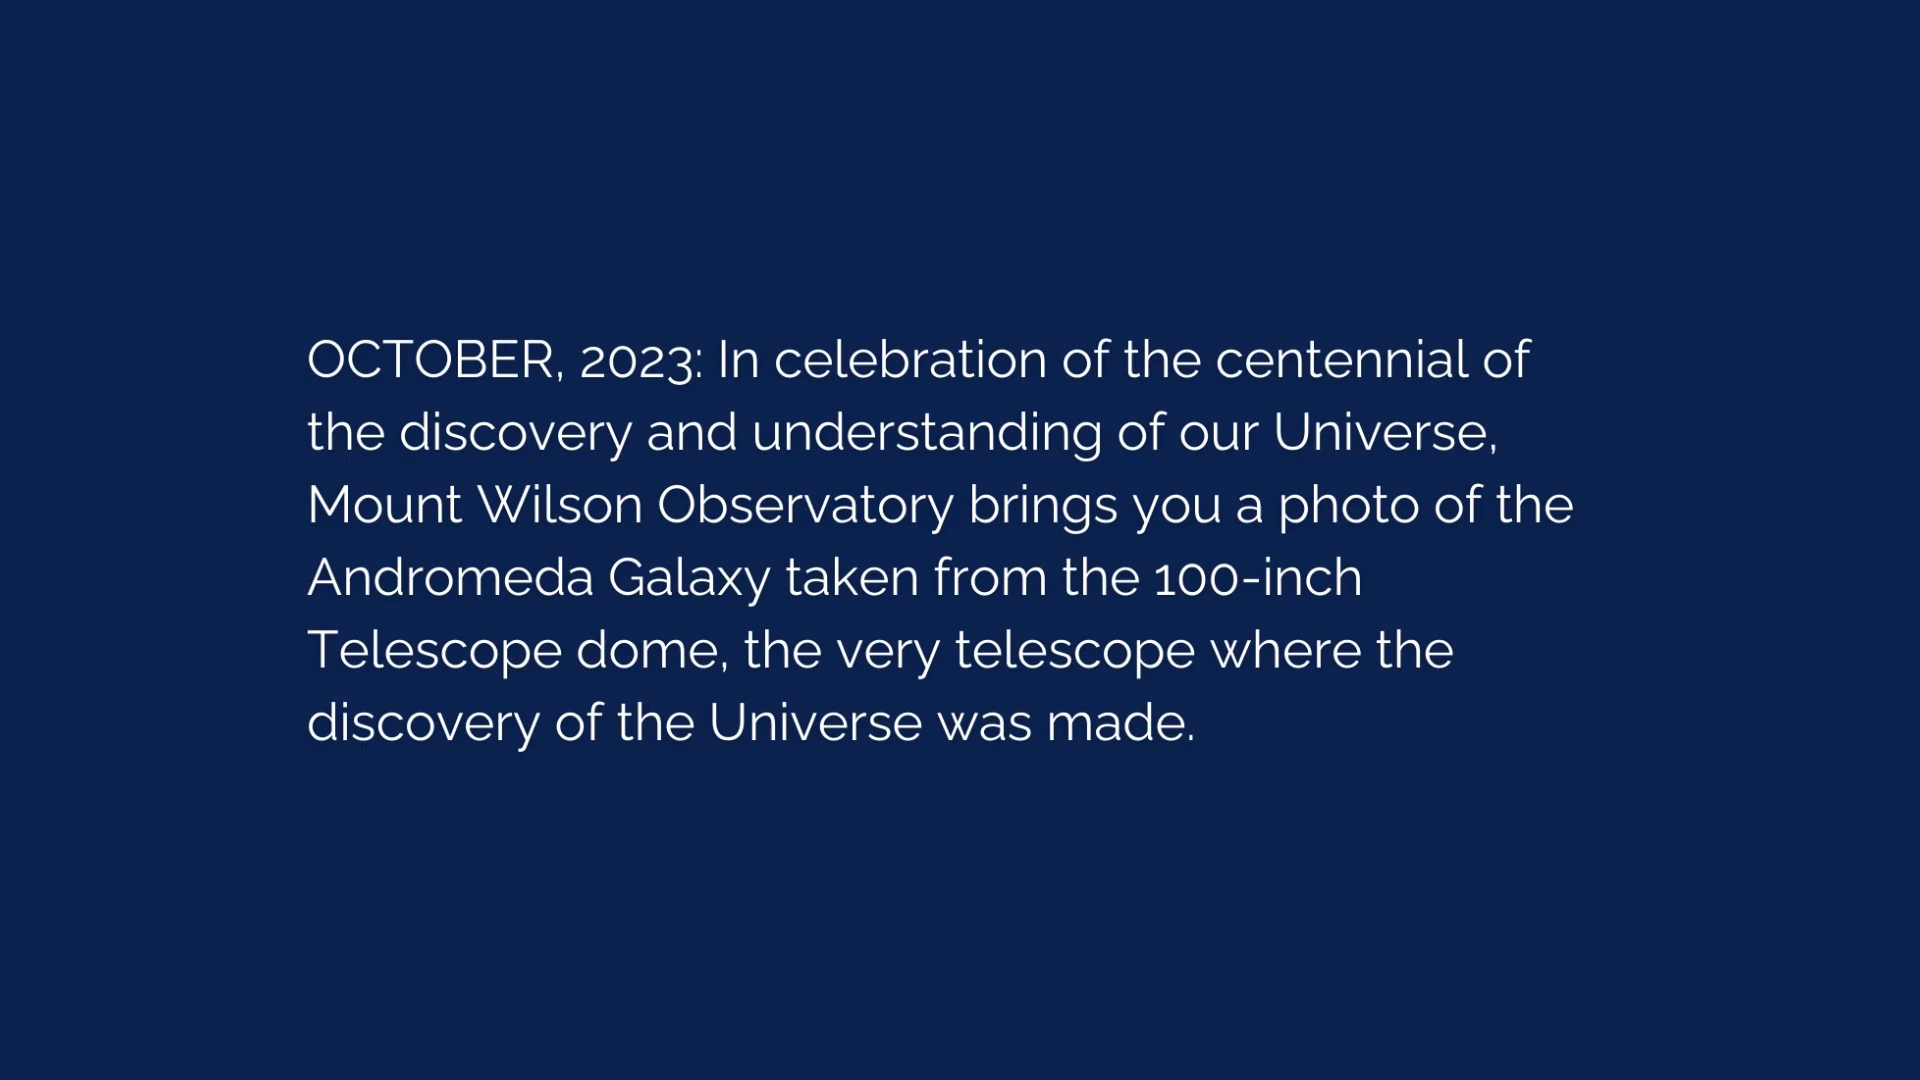 OCTOBER, 2023: In celebration of the centennial of
the discovery and understanding of our Universe,
Mount Wilson Observatory brings you a photo of the
Andromeda Galaxy taken from the 100-inch
Telescope dome, the very telescope where the
discovery of the Universe was made.